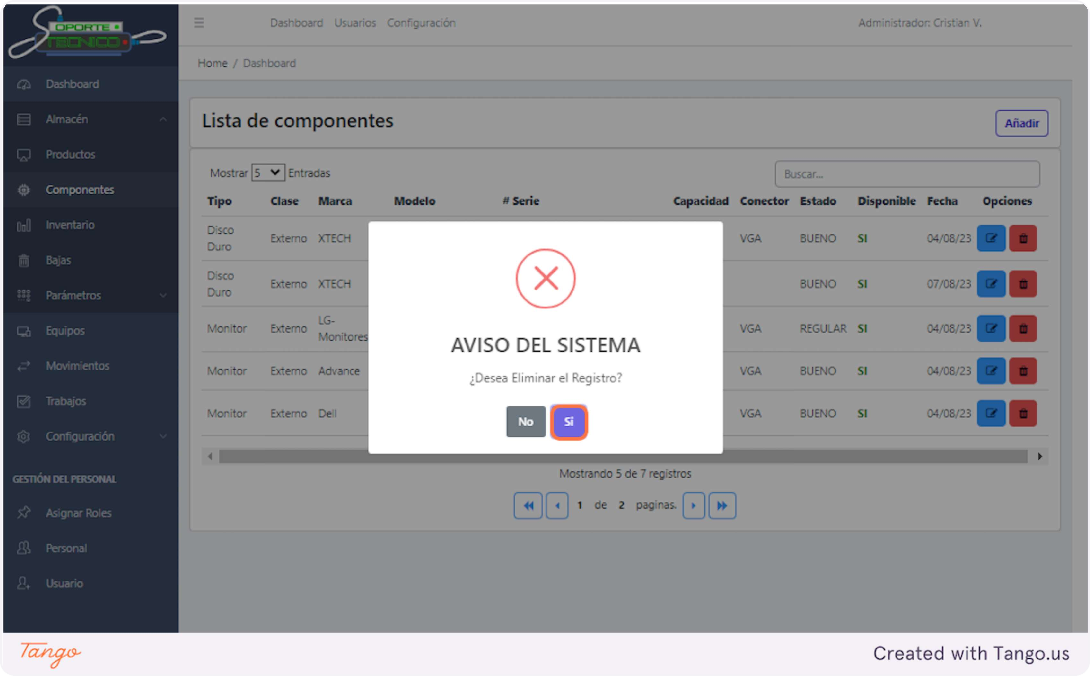 SOPORTE
TECNICO
Dashboard Usuarios Configuración
Administrador: Cristian V.
Home / Dashboard
Dashboard
Almacén
Productos
Componentes
Inventario
Bajas
Parámetros
Equipos
Movimientos
Trabajos
Configuración
GESTIÓN DEL PERSONAL
Asignar Roles
Personal
Usuario
Lista de componentes
Añadir
Mostrar 5 Entradas
Buscar...
Tipo Clase Marca Modelo # Serie Capacidad Conector Estado Disponible Fecha Opciones
Disco Duro Externo XTECH VGA BUENO SI 04/08/23
Disco Duro Externo XTECH BUENO SI 07/08/23
Monitor Externo LG-Monitores VGA REGULAR SI 04/08/23
Monitor Externo Advance VGA BUENO SI 04/08/23
Monitor Externo Dell VGA BUENO SI 04/08/23
AVISO DEL SISTEMA
¿Desea Eliminar el Registro?
No Sí
Mostrando 5 de 7 registros
1 de 2 paginas.
Tango
Created with Tango.us